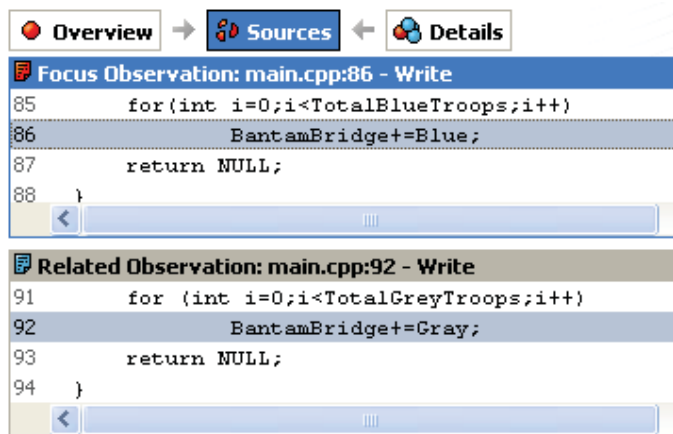 Overview Sources Details
Focus Observation: main.cpp:86 - Write
85 for(int i=0;i<TotalBlueTroops;i++)
86 BantamBridge+=Blue;
87 return NULL;
88 }
Related Observation: main.cpp:92 - Write
91 for (int i=0;i<TotalGreyTroops;i++)
92 BantamBridge+=Gray;
93 return NULL;
94 }